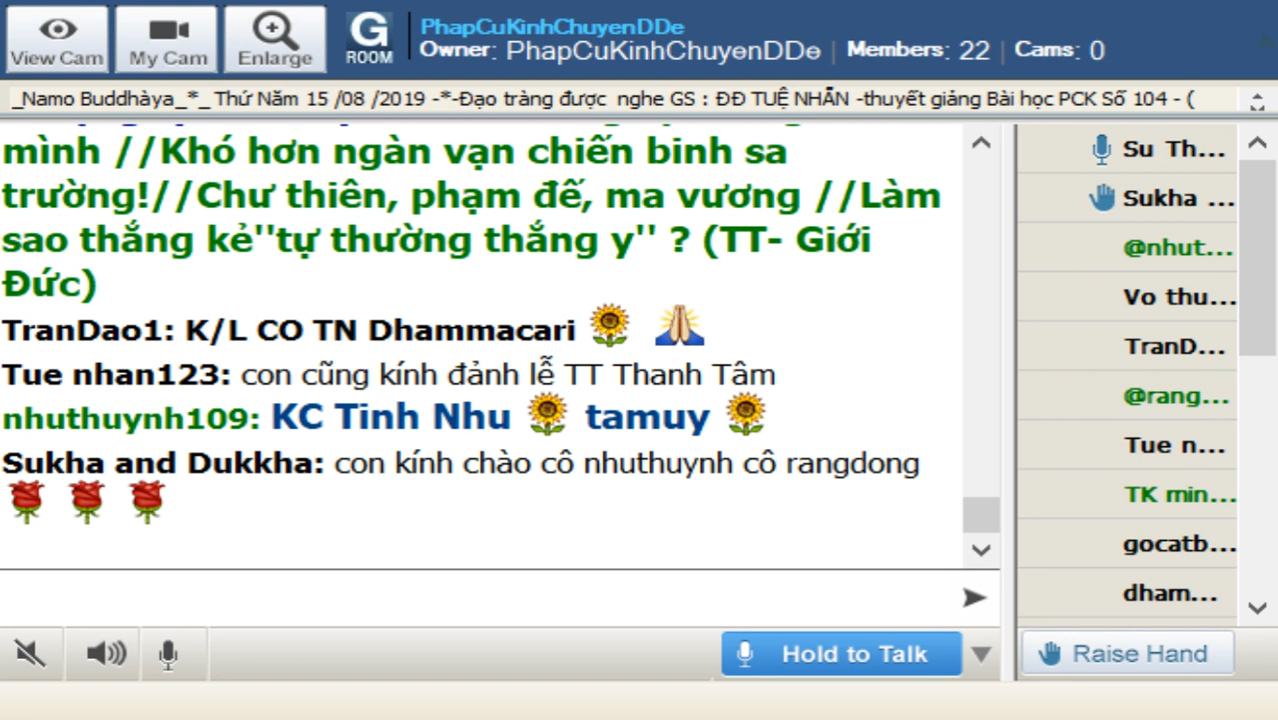 View Cam
My Cam
Enlarge
G
ROOM
PhapCuKinhChuyenDDe
Owner: PhapCuKinhChuyenDDe | Members: 22 | Cams: 0
_Namo Buddhàya_*_ Thứ Năm 15 /08 /2019 -*-Đạo tràng được nghe GS : ĐĐ TUỆ NHẪN -thuyết giảng Bài học PCK Số 104 - (
mình //Khó hơn ngàn vạn chiến binh sa
trường!//Chư thiên, phạm đế, ma vương //Làm
sao thắng kẻ''tự thường thắng y'' ? (TT- Giới
Đức)
TranDao1: K/L CO TN Dhammacari
Tue nhan123: con cũng kính đảnh lễ TT Thanh Tâm
nhuthuynh109: KC Tinh Nhu tamuy
Sukha and Dukkha: con kính chào cô nhuthuynh cô rangdong
Su Th...
Sukha ...
@nhut...
Vo thu...
TranD...
@rang...
Tue n...
TK min...
gocatb...
dham...
Hold to Talk
Raise Hand